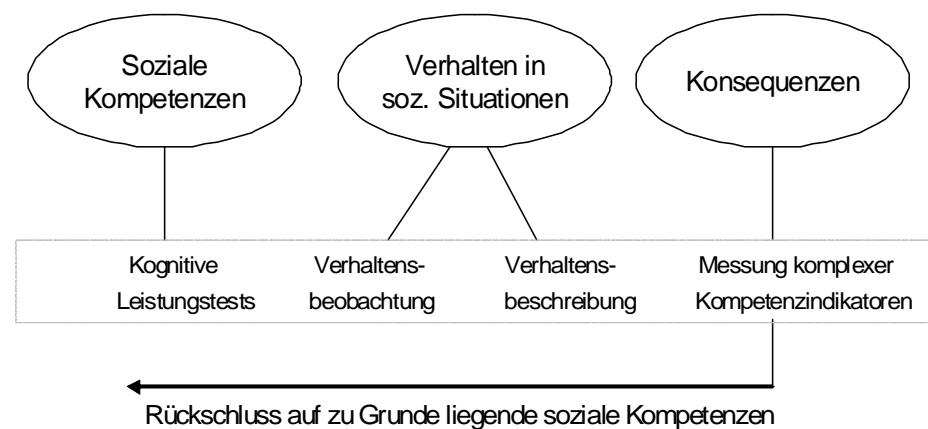 Soziale
Kompetenzen
Verhalten in
soz. Situationen
Konsequenzen
Kognitive
Leistungstests
Verhaltens-
beobachtung
Verhaltens-
beschreibung
Messung komplexer
Kompetenzindikatoren
Rückschluss auf zu Grunde liegende soziale Kompetenzen